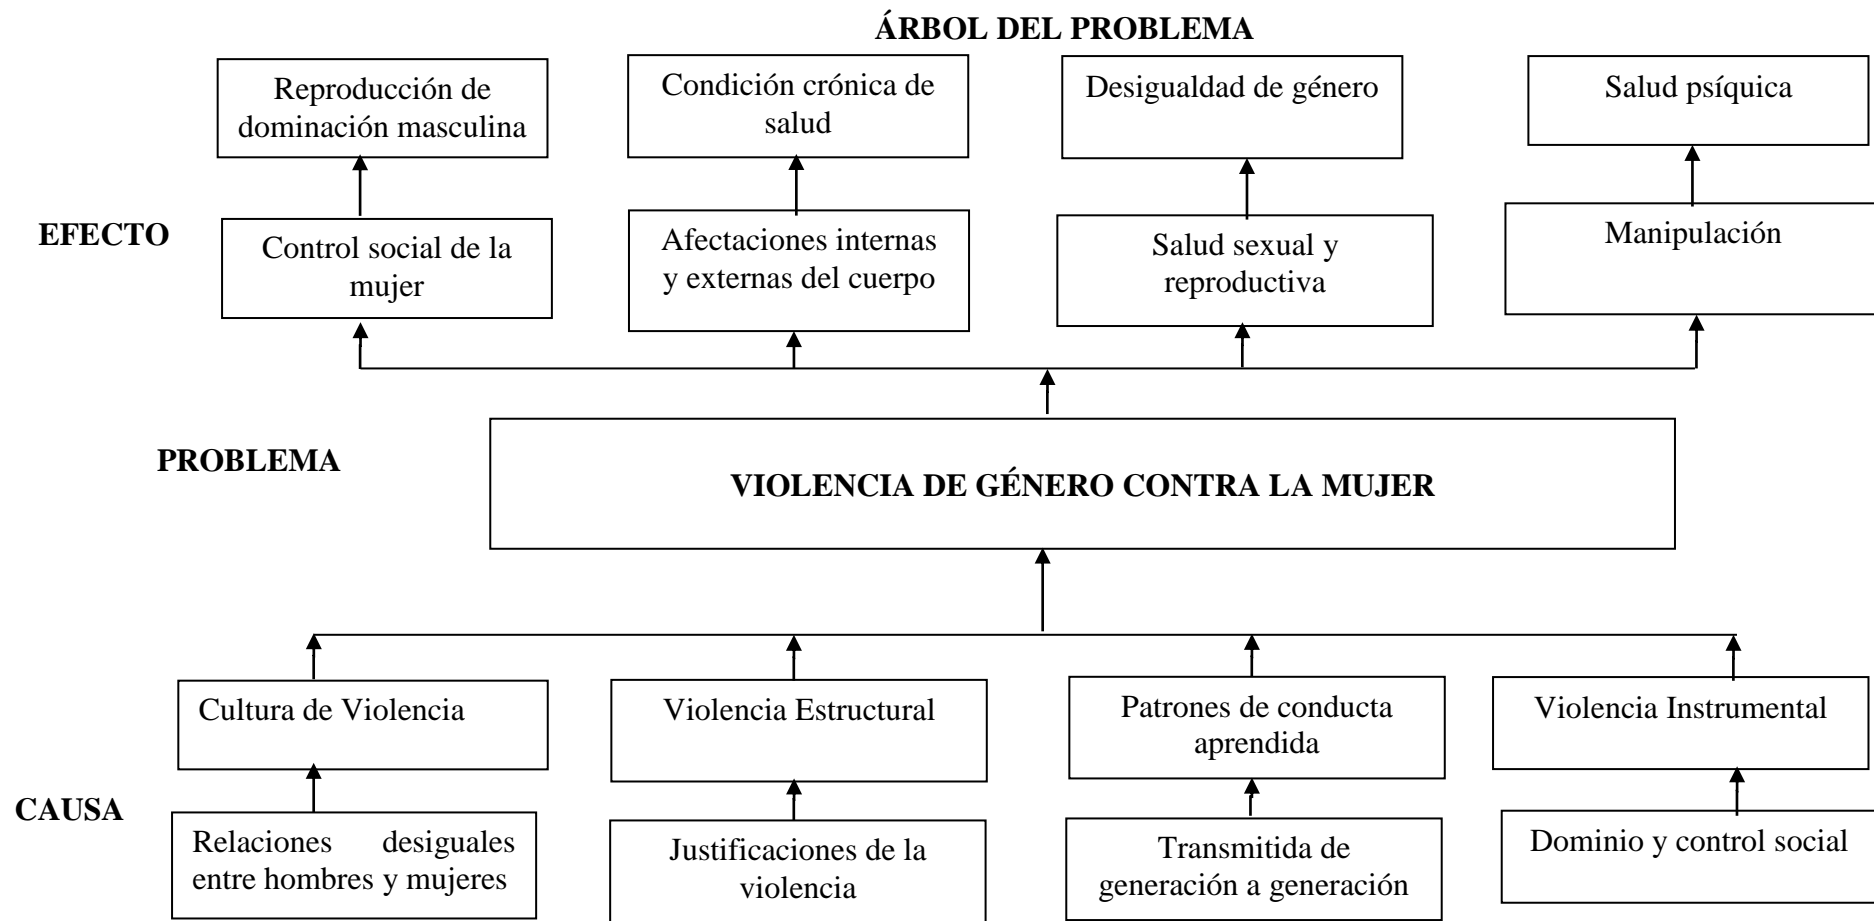 ÁRBOL DEL PROBLEMA
Reproducción de
dominación masculina
Condición crónica de
salud
Desigualdad de género
Salud psíquica
EFECTO
Control social de la
mujer
Afectaciones internas
y externas del cuerpo
Salud sexual y
reproductiva
Manipulación
PROBLEMA
VIOLENCIA DE GÉNERO CONTRA LA MUJER
Cultura de Violencia
Violencia Estructural
Patrones de conducta
aprendida
Violencia Instrumental
CAUSA
Relaciones desiguales
entre hombres y mujeres
Justificaciones de la
violencia
Transmitida de
generación a generación
Dominio y control social